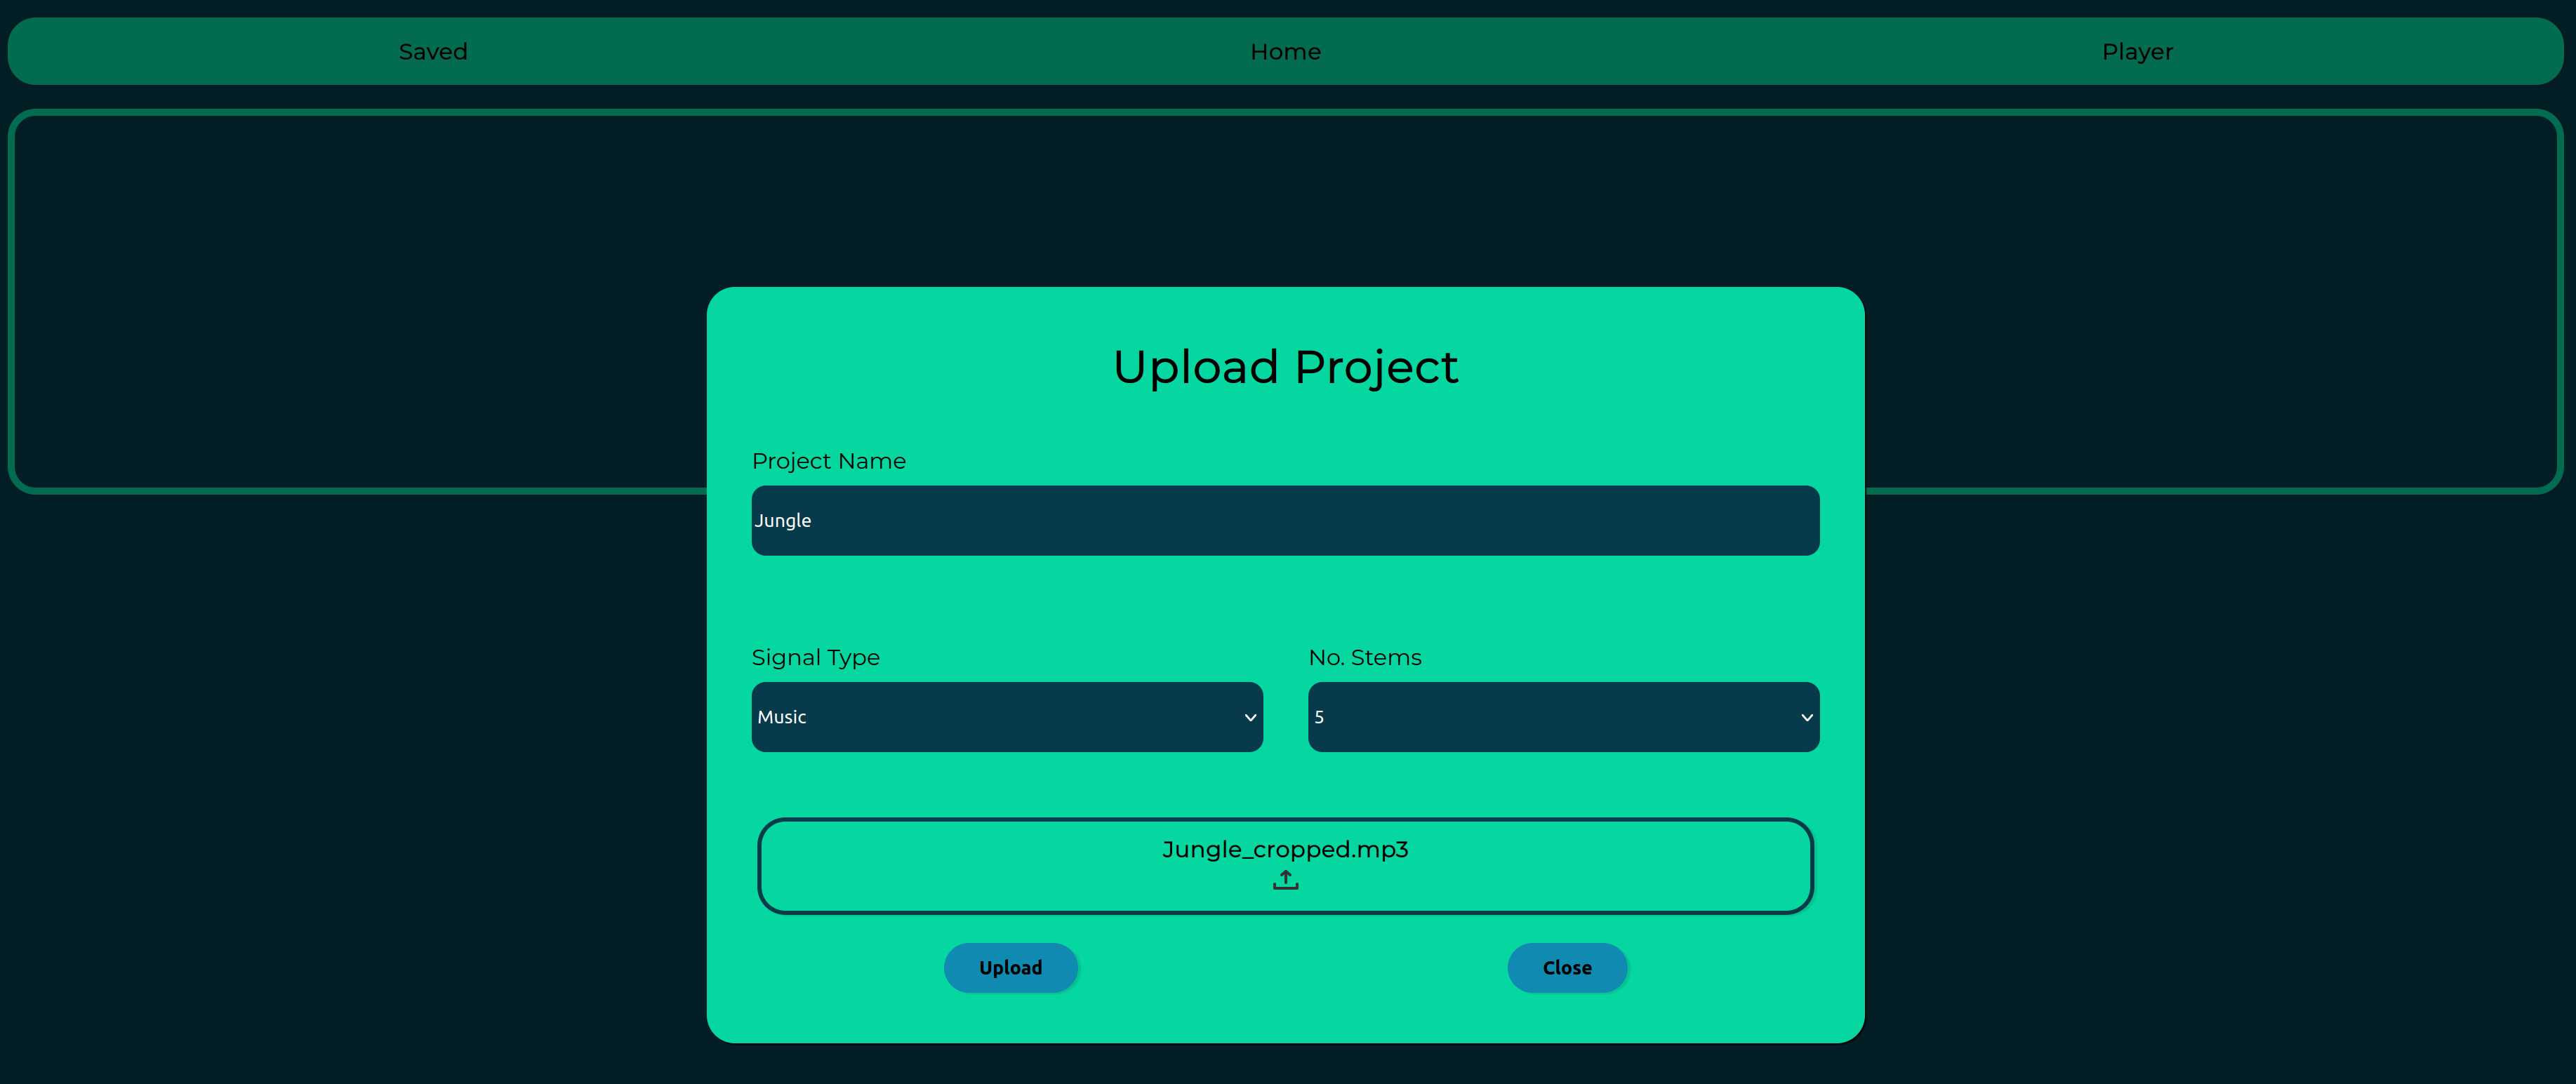 Saved Home Player
Upload Project
Project Name
Jungle
Signal Type No. Stems
Music 5
Jungle_cropped.mp3
Upload Close